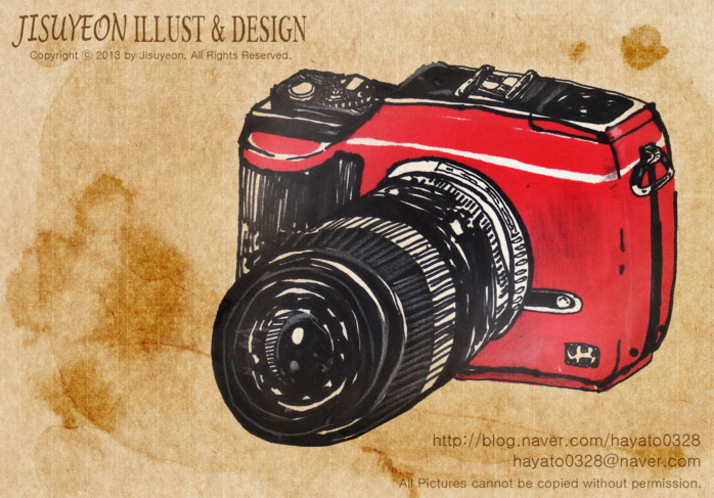 JISUYEON ILLUST & DESIGN
Copyright ⓒ 2013 by Jisuyeon, All Rights Reserved.
http://blog.naver.com/hayato0328
hayato0328@naver.com
All Pictures cannot be copied without permission.